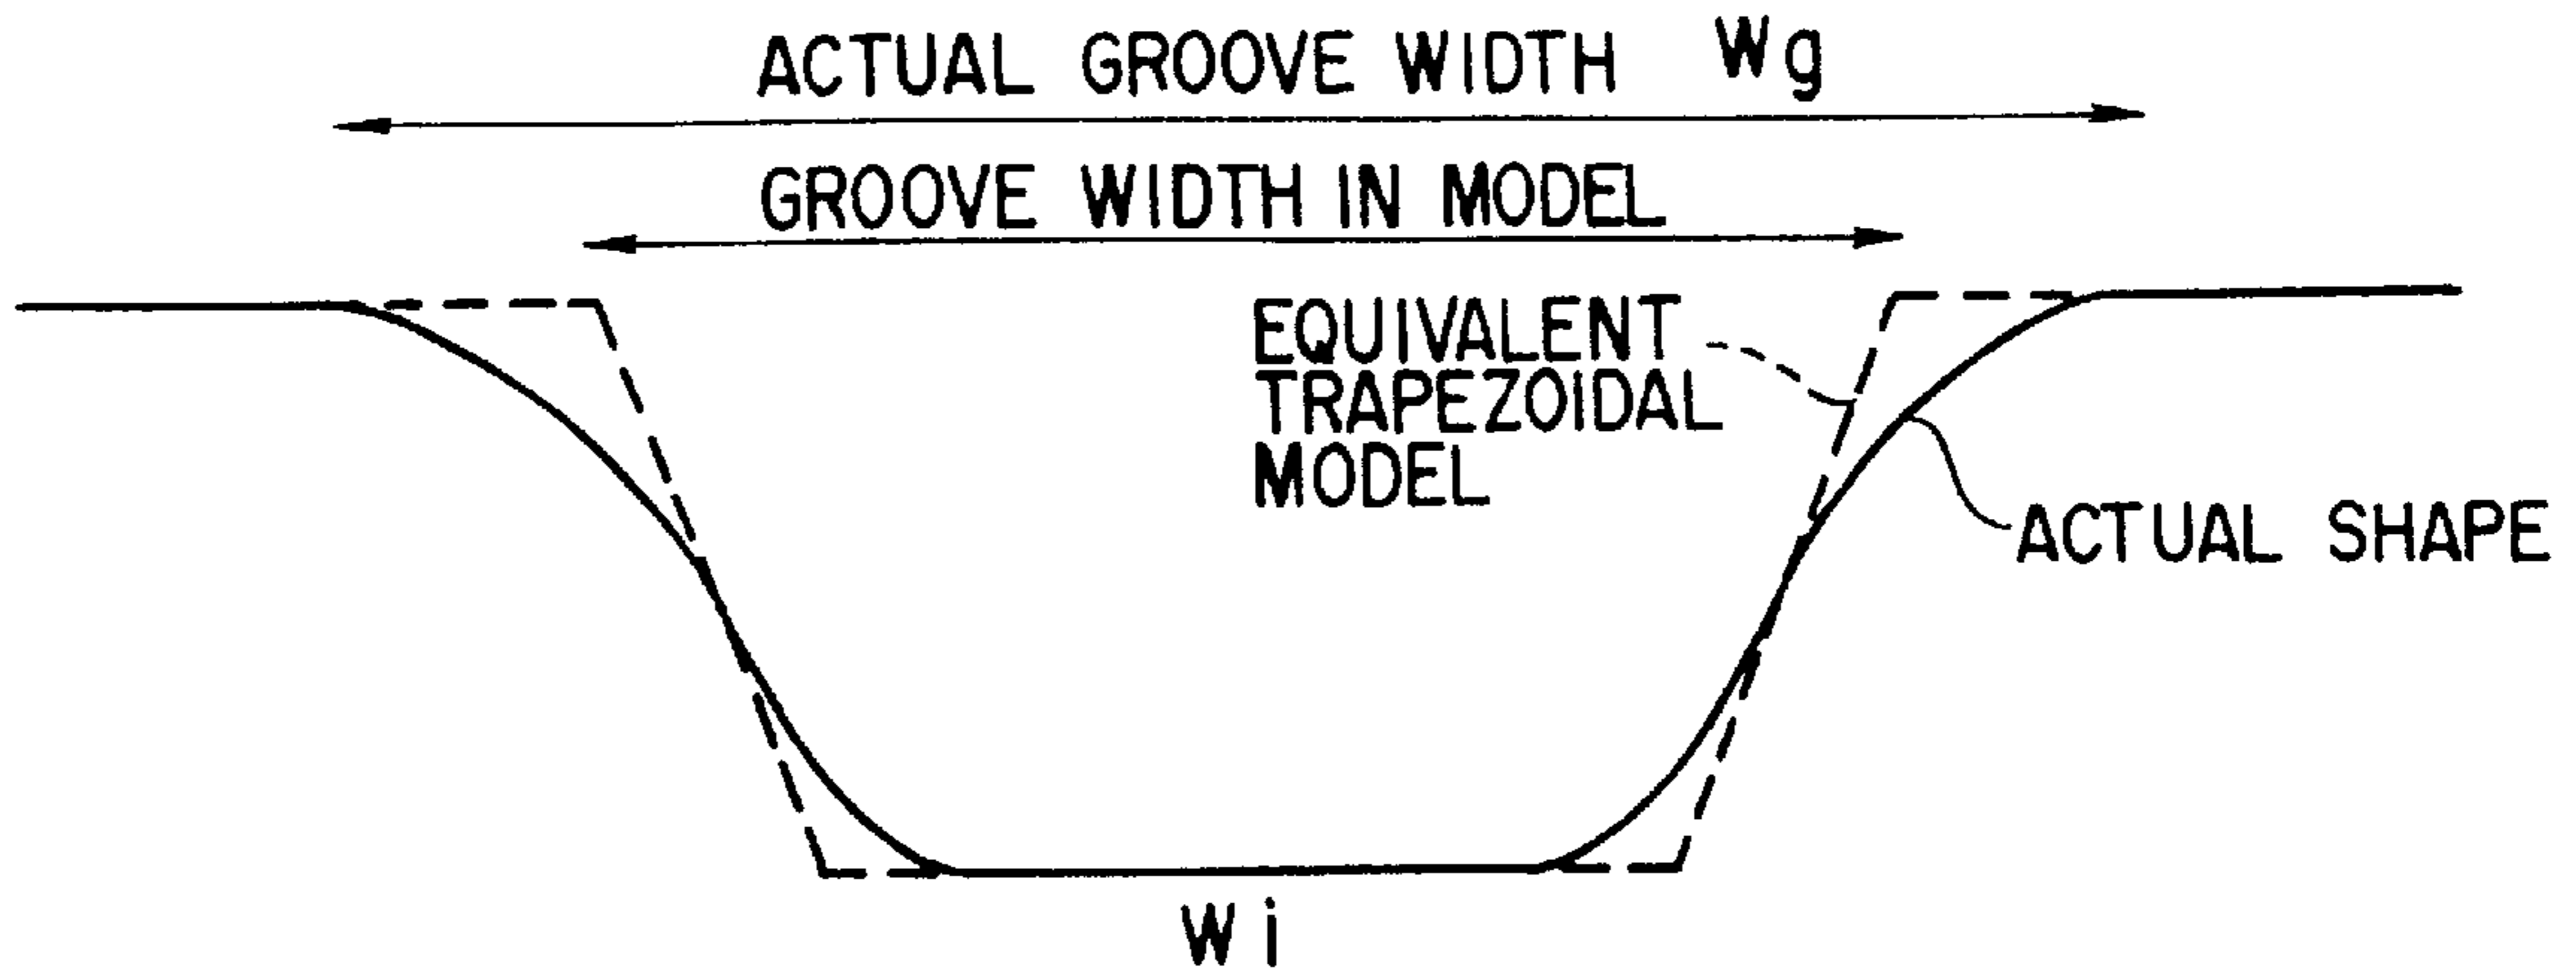 ACTUAL GROOVE WIDTH Wg
GROOVE WIDTH IN MODEL
EQUIVALENT
TRAPEZOIDAL
MODEL
ACTUAL SHAPE
Wi